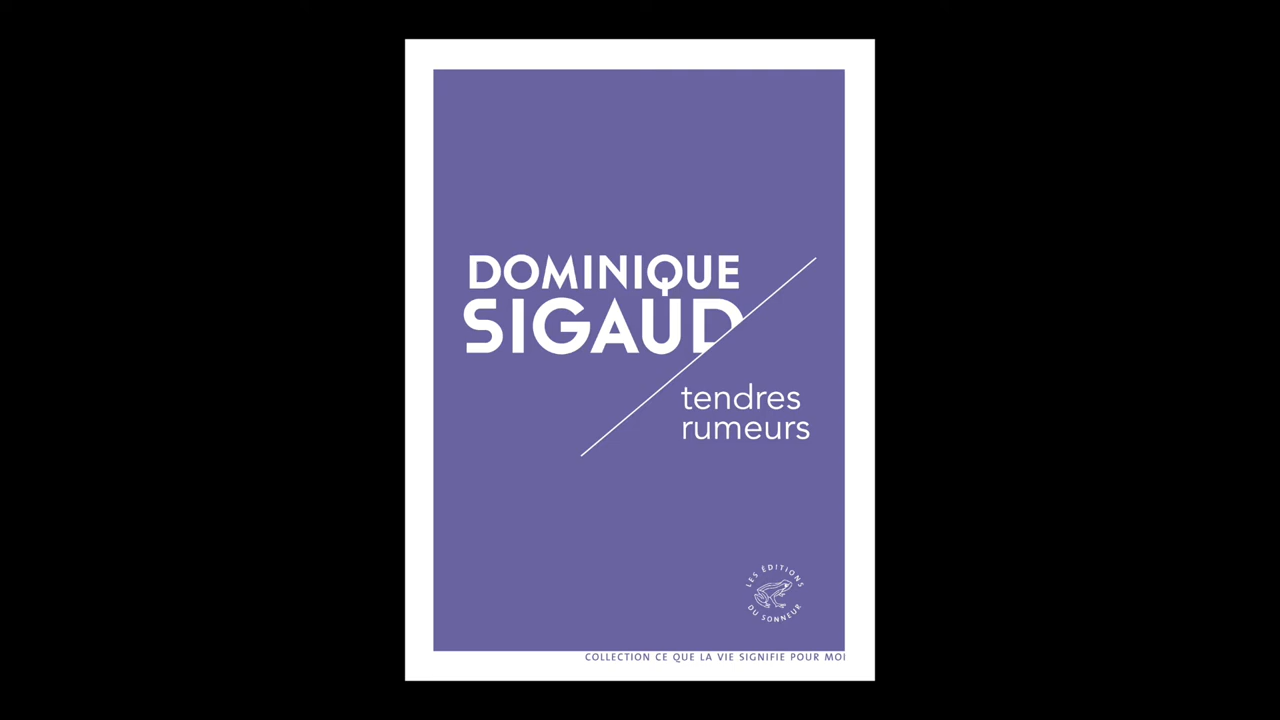 DOMINIQUE
SIGAUD
tendres
rumeurs
LES ÉDITIONS
DU SONNEUR
COLLECTION CE QUE LA VIE SIGNIFIE POUR MOI